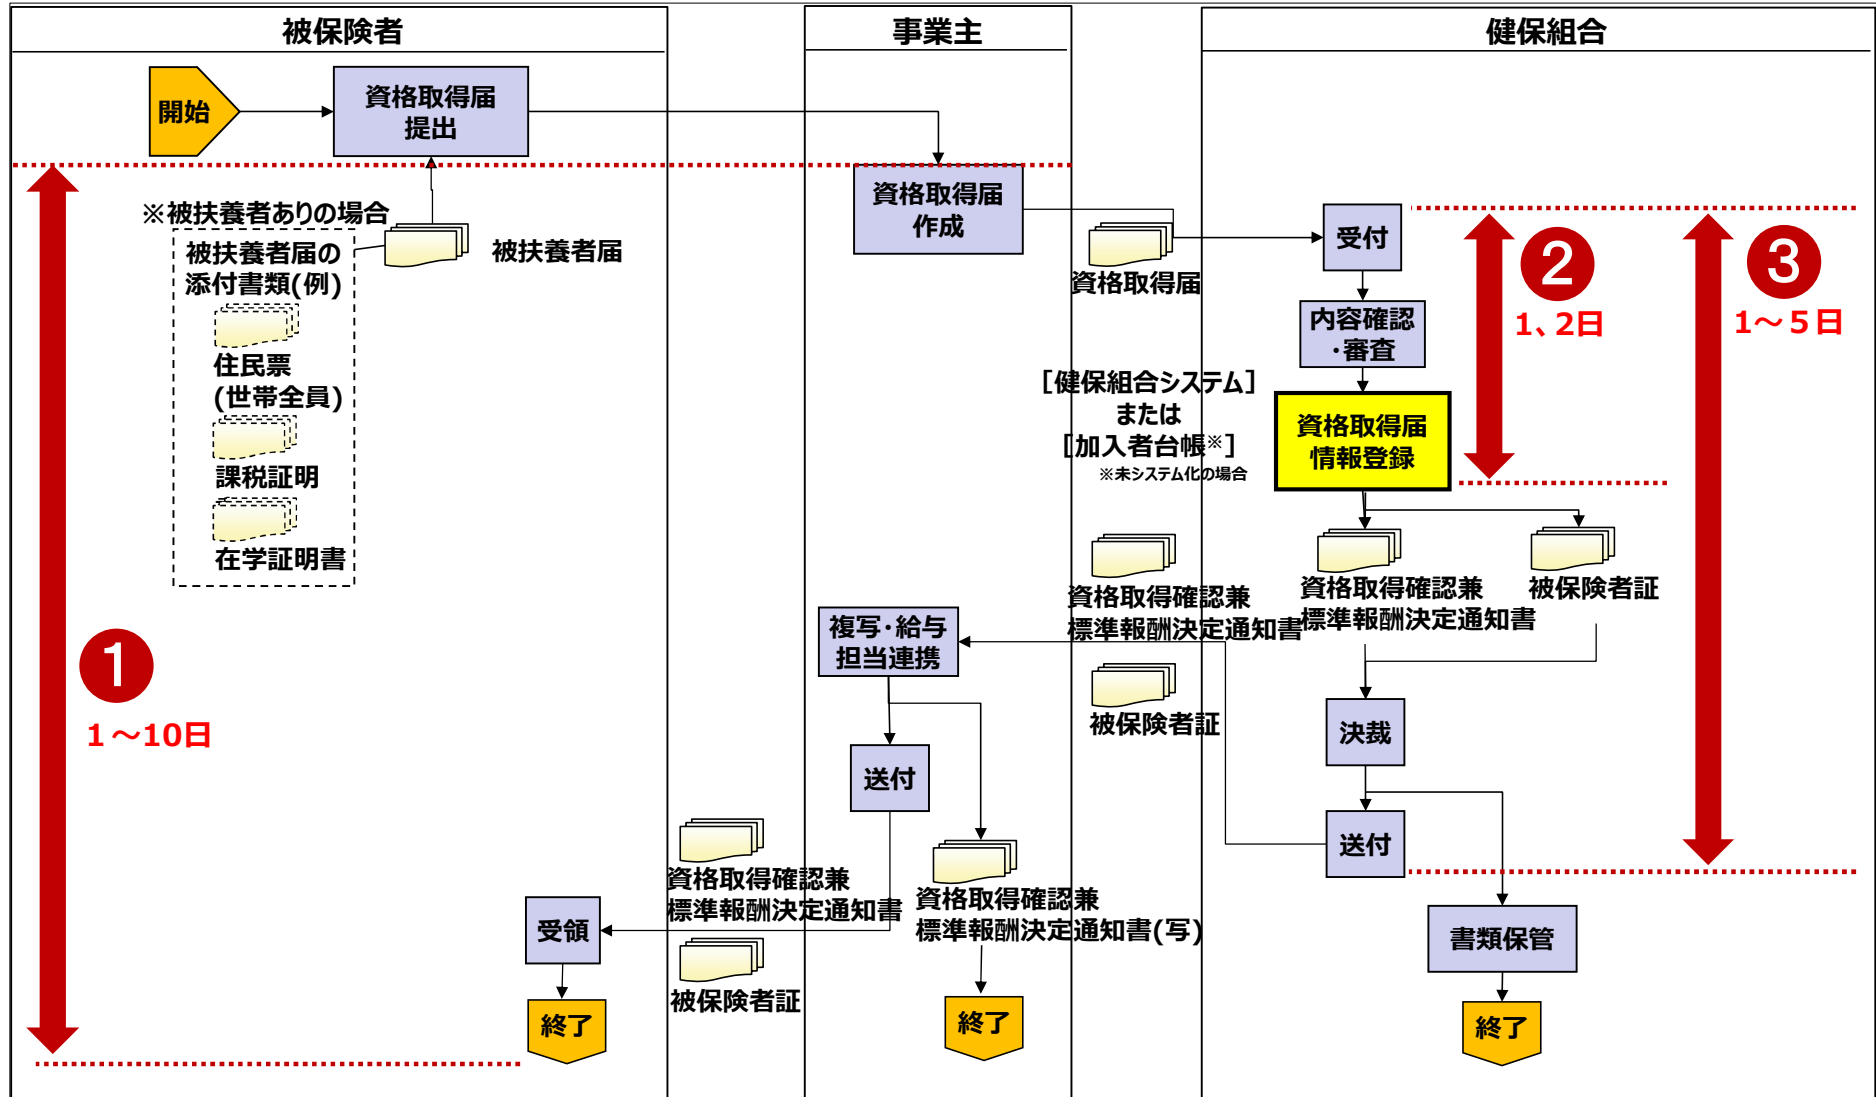 被保険者
事業主
健保組合
開始
資格取得届
提出
※被扶養者ありの場合
被扶養者届の
添付書類(例)
被扶養者届
住民票
(世帯全員)
課税証明
在学証明書
❶
1～10日
資格取得届
作成
資格取得届
受付
内容確認
・審査
❷
1、2日
❸
1～5日
[健保組合システム]
または
[加入者台帳※]
※未システム化の場合
資格取得届
情報登録
資格取得確認兼
標準報酬決定通知書
被保険者証
資格取得確認兼
標準報酬決定通知書
被保険者証
複写・給与
担当連携
決裁
送付
送付
資格取得確認兼
標準報酬決定通知書
被保険者証
資格取得確認兼
標準報酬決定通知書(写)
受領
書類保管
終了
終了
終了